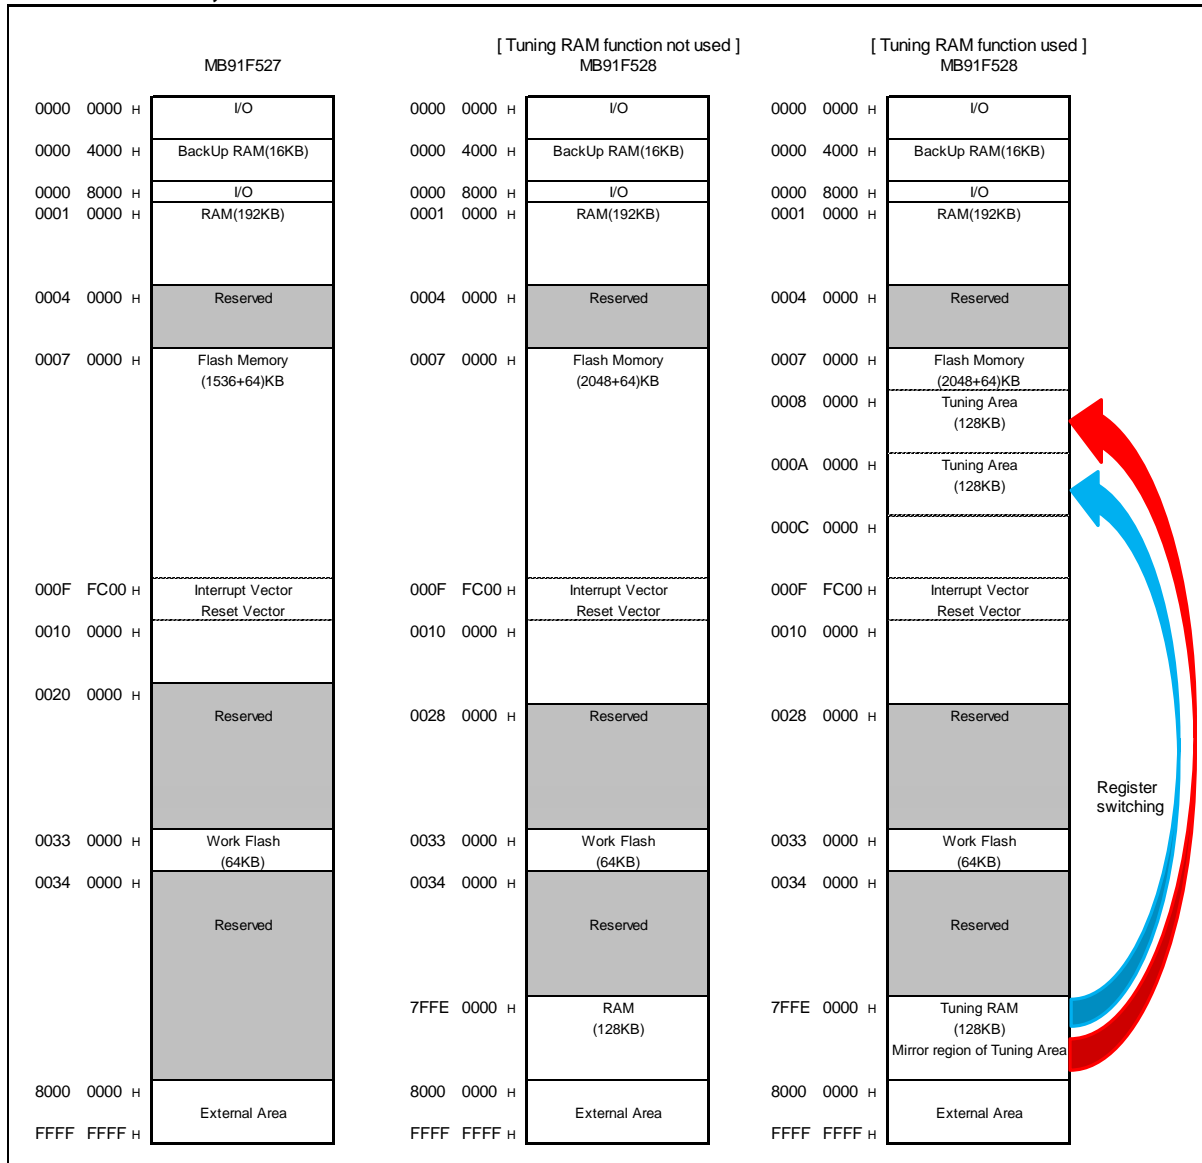 [ Tuning RAM function not used ]
[ Tuning RAM function used ]
MB91F527
MB91F528
MB91F528
0000 0000 H
I/O
0000 4000 H
BackUp RAM(16KB)
0000 8000 H
I/O
0001 0000 H
RAM(192KB)
0004 0000 H
Reserved
0007 0000 H
Flash Memory
(1536+64)KB
000F FC00 H
Interrupt Vector
Reset Vector
0010 0000 H
0020 0000 H
Reserved
0033 0000 H
Work Flash
(64KB)
0034 0000 H
Reserved
8000 0000 H
External Area
FFFF FFFF H
0000 0000 H
I/O
0000 4000 H
BackUp RAM(16KB)
0000 8000 H
I/O
0001 0000 H
RAM(192KB)
0004 0000 H
Reserved
0007 0000 H
Flash Momory
(2048+64)KB
000F FC00 H
Interrupt Vector
Reset Vector
0010 0000 H
0028 0000 H
Reserved
0033 0000 H
Work Flash
(64KB)
0034 0000 H
Reserved
7FFE 0000 H
RAM
(128KB)
8000 0000 H
External Area
FFFF FFFF H
0000 0000 H
I/O
0000 4000 H
BackUp RAM(16KB)
0000 8000 H
I/O
0001 0000 H
RAM(192KB)
0004 0000 H
Reserved
0007 0000 H
Flash Momory
(2048+64)KB
0008 0000 H
Tuning Area
(128KB)
000A 0000 H
Tuning Area
(128KB)
000C 0000 H
000F FC00 H
Interrupt Vector
Reset Vector
0010 0000 H
0028 0000 H
Reserved
0033 0000 H
Work Flash
(64KB)
0034 0000 H
Reserved
7FFE 0000 H
Tuning RAM
(128KB)
Mirror region of Tuning Area
8000 0000 H
External Area
FFFF FFFF H
Register
switching